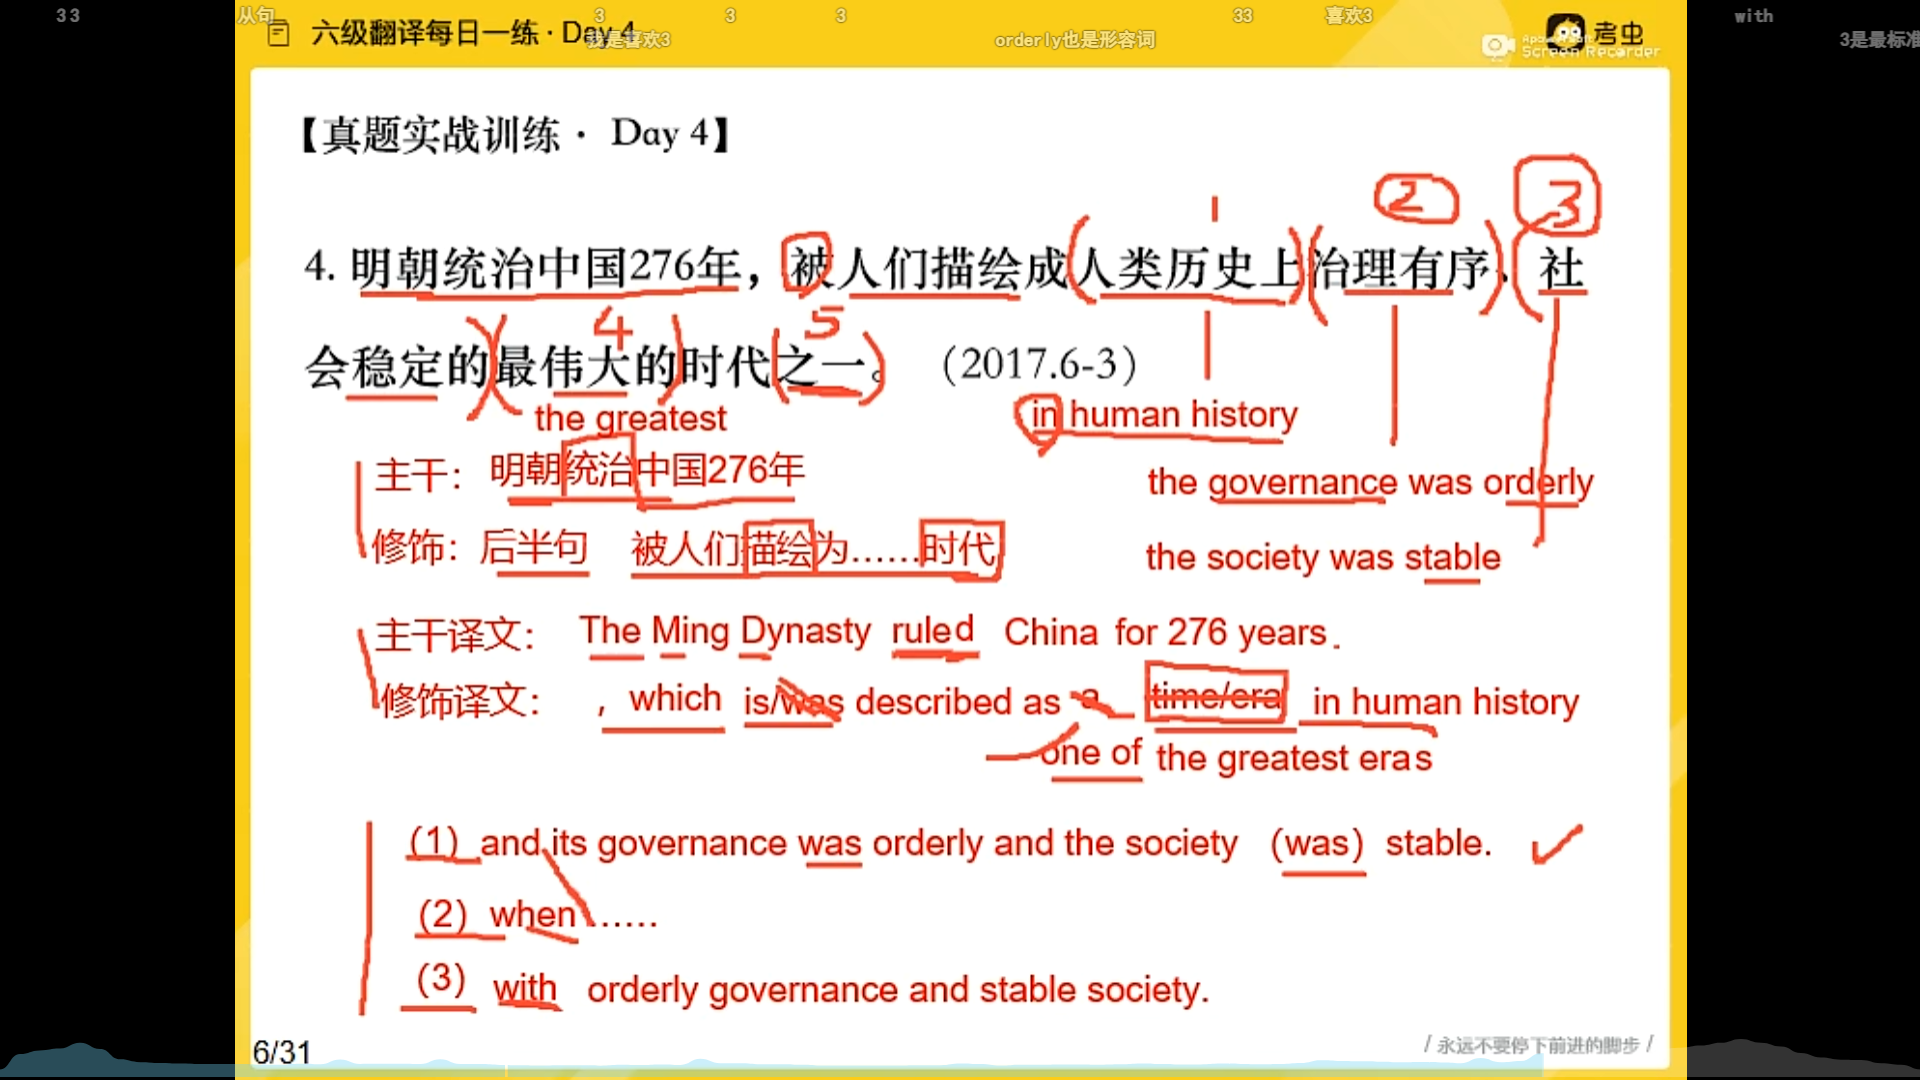 33
从句
3
3
3
33
喜欢3
with
六级翻译每日一练 · Day 4
我是喜欢3
orderly也是形容词
考虫
Screen Recorder
3是最标准
【真题实战训练 · Day 4】
1
2
3
4. 明朝统治中国276年，被人们描绘成人类历史上治理有序、社
4
5
会稳定的最伟大的时代之一。 （2017.6-3）
the greatest
in human history
主干： 明朝统治中国276年
the governance was orderly
修饰： 后半句 被人们描绘为……时代
the society was stable
主干译文： The Ming Dynasty ruled China for 276 years.
修饰译文： , which is/was described as a time/era in human history
one of the greatest eras
(1) and its governance was orderly and the society (was) stable.
(2) when ……
(3) with orderly governance and stable society.
6/31
/ 永远不要停下前进的脚步 /